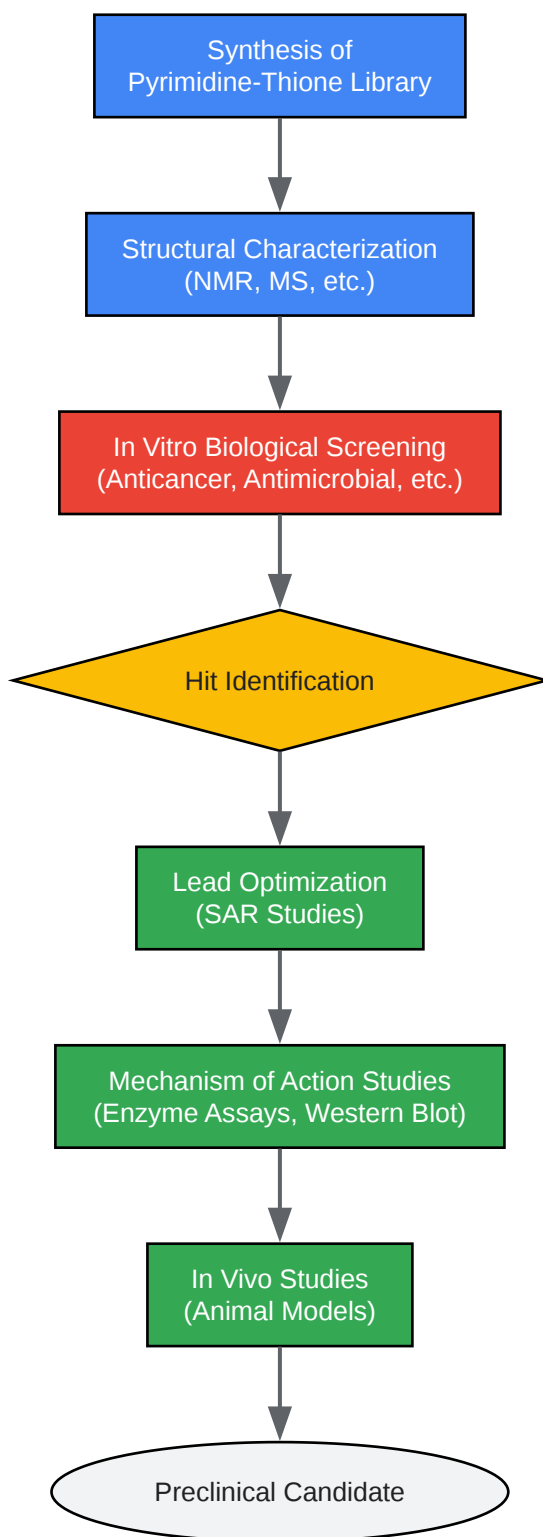 Synthesis of
Pyrimidine-Thione Library
Structural Characterization
(NMR, MS, etc.)
In Vitro Biological Screening
(Anticancer, Antimicrobial, etc.)
Hit Identification
Lead Optimization
(SAR Studies)
Mechanism of Action Studies
(Enzyme Assays, Western Blot)
In Vivo Studies
(Animal Models)
Preclinical Candidate